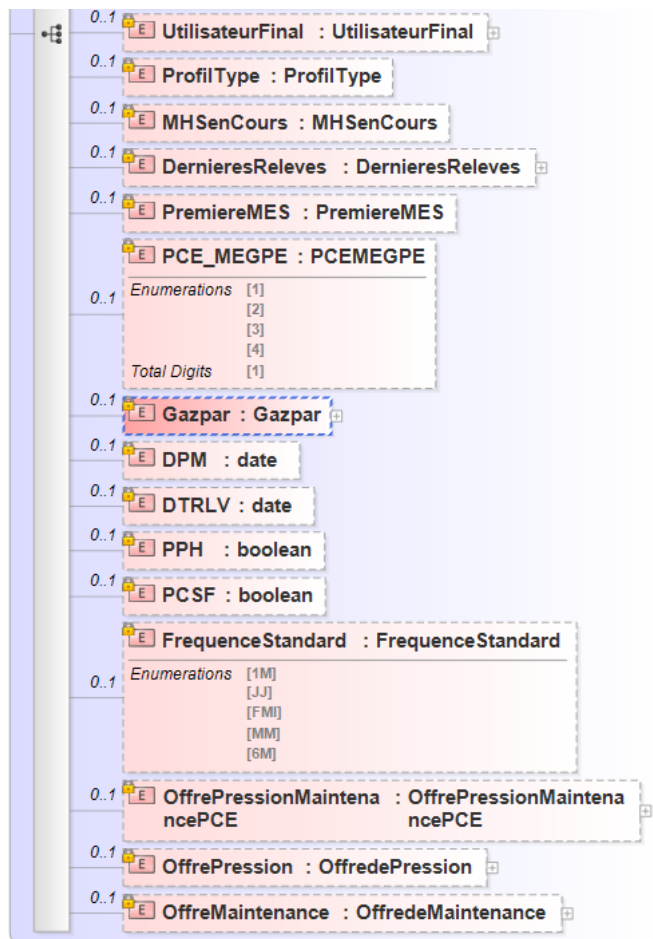 0..1
E UtilisateurFinal : UtilisateurFinal
0..1
E ProfilType : ProfilType
0..1
E MHSenCours : MHSenCours
0..1
E DernieresReleves : DernieresReleves
0..1
E PremiereMES : PremiereMES
E PCE_MEGPE : PCEMEGPE
0..1
Enumerations [1]
[2]
[3]
[4]
Total Digits [1]
0..1
E Gazpar : Gazpar
0..1
E DPM : date
0..1
E DTRLV : date
0..1
E PPH : boolean
0..1
E PCSF : boolean
E FrequenceStandard : FrequenceStandard
0..1
Enumerations [1M]
[JJ]
[FMI]
[MM]
[6M]
0..1
E OffrePressionMaintena : OffrePressionMaintena
ncePCE ncePCE
0..1
E OffrePression : OffredePression
0..1
E OffreMaintenance : OffredeMaintenance